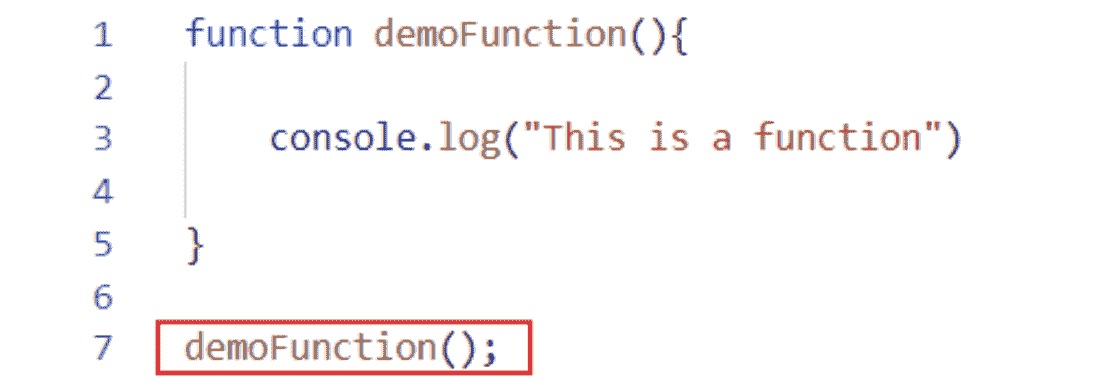 1 function demoFunction(){
2
3 console.log("This is a function")
4
5 }
6
7 demoFunction();